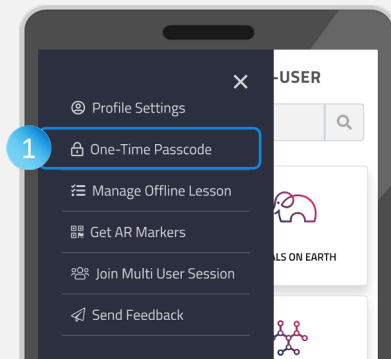 -USER
Profile Settings
1
One-Time Passcode
Manage Offline Lesson
Get AR Markers
LS ON EARTH
Join Multi User Session
Send Feedback